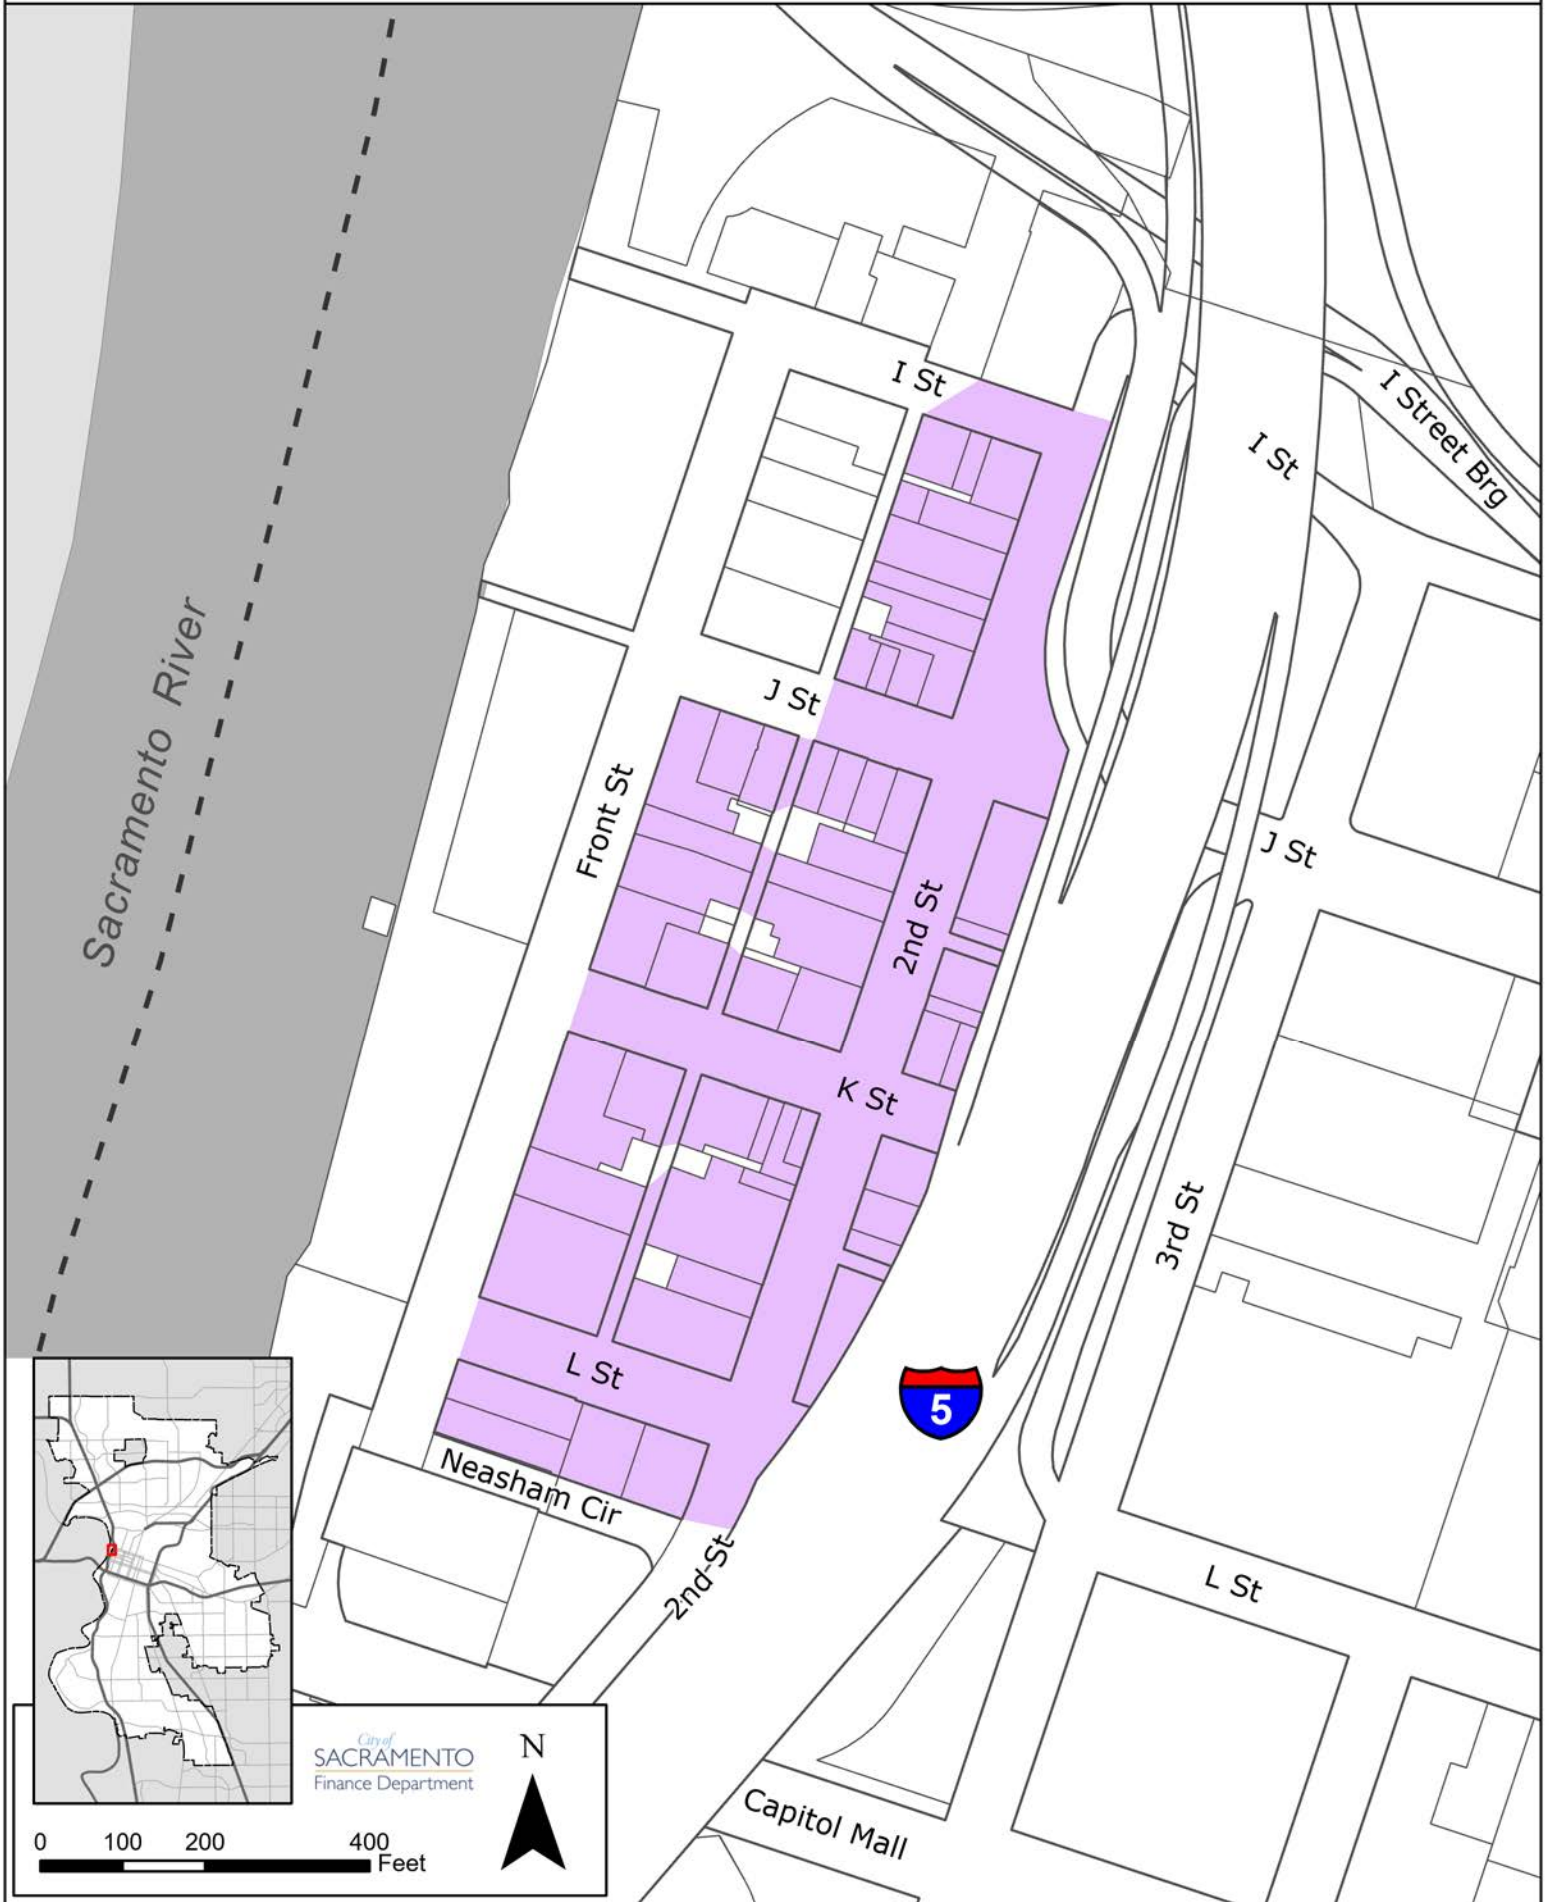 I St
I St
I Street Brg
J St
Sacramento River
Front St
J St
2nd St
K St
3rd St
L St
5
Neasham Cir
2nd St
L St
City of
SACRAMENTO
Finance Department
N
Capitol Mall
0 100 200 400
Feet